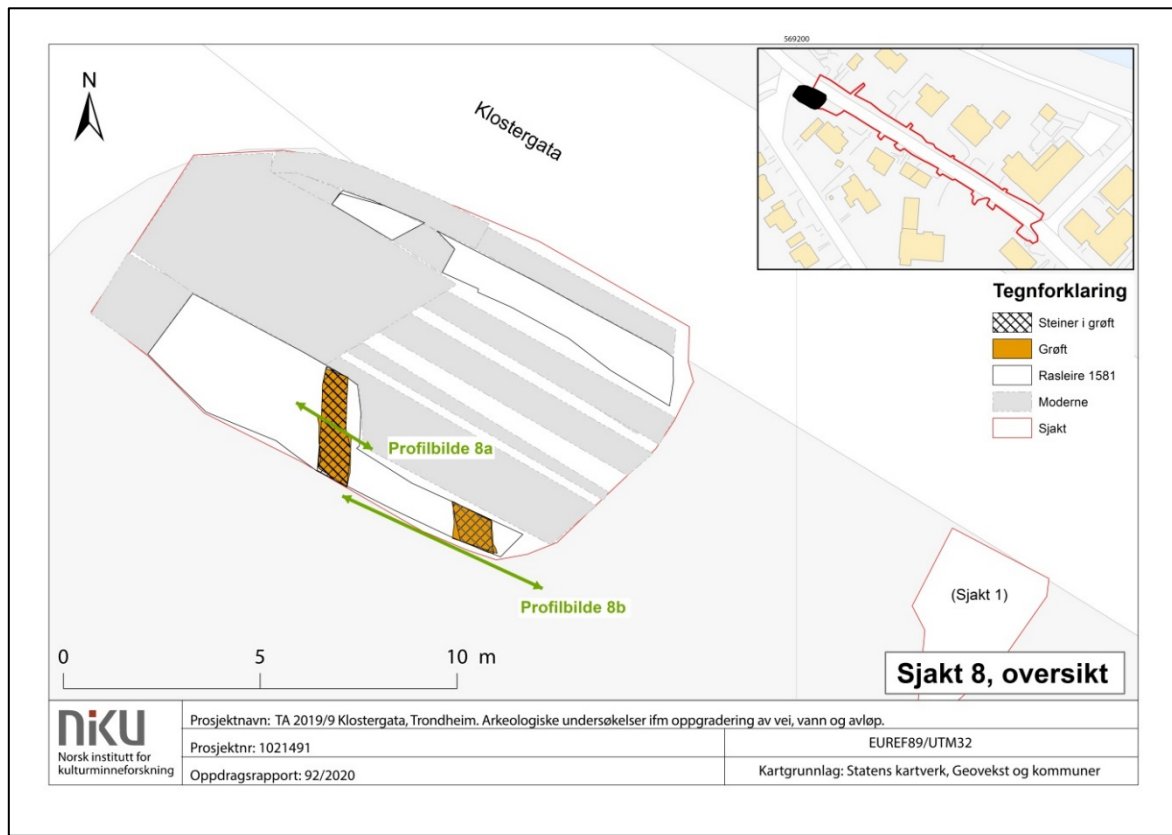 569200
N
Klostergata
Tegnforklaring
Steiner i grøft
Grøft
Rasleire 1581
Moderne
Sjakt
Profilbilde 8a
Profilbilde 8b
(Sjakt 1)
0 5 10 m
Sjakt 8, oversikt
NIKU
Norsk institutt for
kulturminneforskning
Prosjektnavn: TA 2019/9 Klostergata, Trondheim. Arkeologiske undersøkelser ifm oppgradering av vei, vann og avløp.
Prosjektnr: 1021491
EUREF89/UTM32
Oppdragsrapport: 92/2020
Kartgrunnlag: Statens kartverk, Geovekst og kommuner